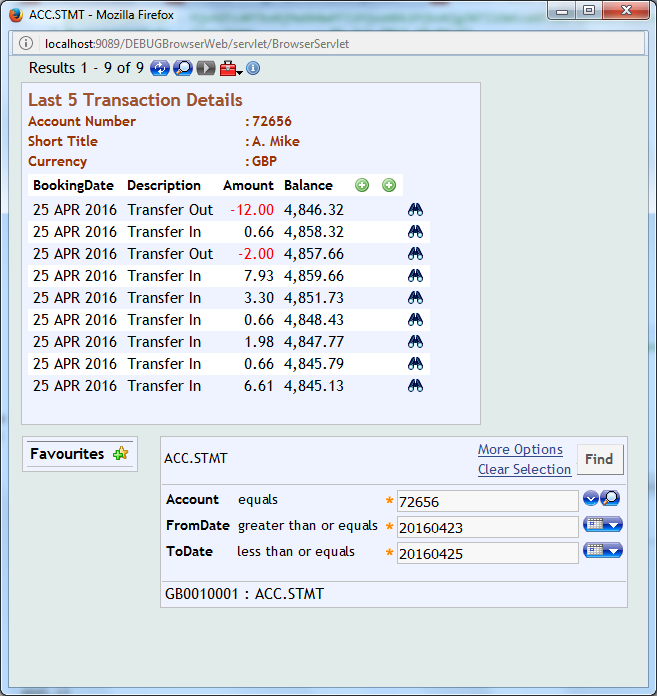 ACC.STMT - Mozilla Firefox
localhost:9089/DEBUGBrowserWeb/servlet/BrowserServlet
Results 1 - 9 of 9
Last 5 Transaction Details
Account Number : 72656
Short Title : A. Mike
Currency : GBP
BookingDate Description Amount Balance
25 APR 2016 Transfer Out -12.00 4,846.32
25 APR 2016 Transfer In 0.66 4,858.32
25 APR 2016 Transfer Out -2.00 4,857.66
25 APR 2016 Transfer In 7.93 4,859.66
25 APR 2016 Transfer In 3.30 4,851.73
25 APR 2016 Transfer In 0.66 4,848.43
25 APR 2016 Transfer In 1.98 4,847.77
25 APR 2016 Transfer In 0.66 4,845.79
25 APR 2016 Transfer In 6.61 4,845.13
Favourites
ACC.STMT
More Options
Clear Selection
Find
Account equals * 72656
FromDate greater than or equals * 20160423
ToDate less than or equals * 20160425
GB0010001 : ACC.STMT